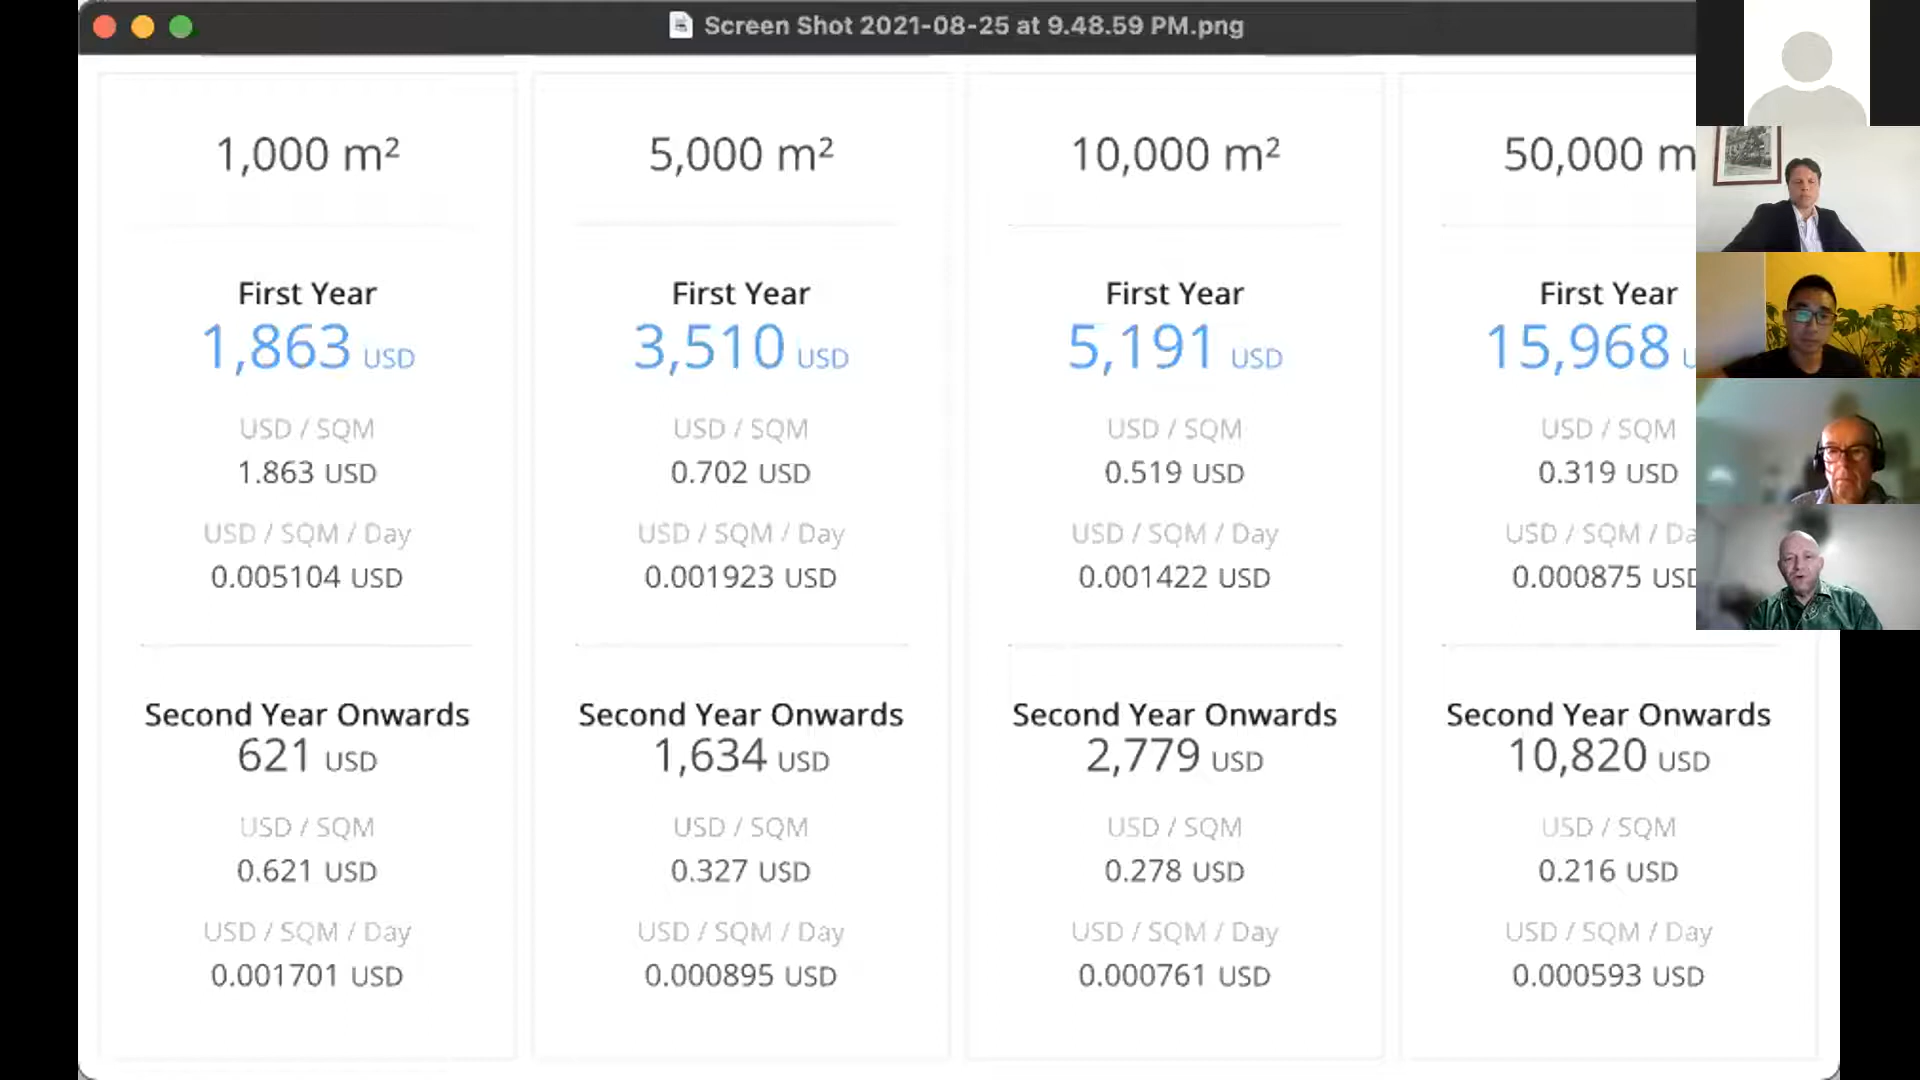 Screen Shot 2021-08-25 at 9.48.59 PM.png
1,000 m²
First Year
1,863 USD
USD / SQM
1.863 USD
USD / SQM / Day
0.005104 USD
Second Year Onwards
621 USD
USD / SQM
0.621 USD
USD / SQM / Day
0.001701 USD
5,000 m²
First Year
3,510 USD
USD / SQM
0.702 USD
USD / SQM / Day
0.001923 USD
Second Year Onwards
1,634 USD
USD / SQM
0.327 USD
USD / SQM / Day
0.000895 USD
10,000 m²
First Year
5,191 USD
USD / SQM
0.519 USD
USD / SQM / Day
0.001422 USD
Second Year Onwards
2,779 USD
USD / SQM
0.278 USD
USD / SQM / Day
0.000761 USD
50,000 m
First Year
15,968
USD / SQM
0.319 USD
USD / SQM / Da
0.000875 USD
Second Year Onwards
10,820 USD
USD / SQM
0.216 USD
USD / SQM / Day
0.000593 USD